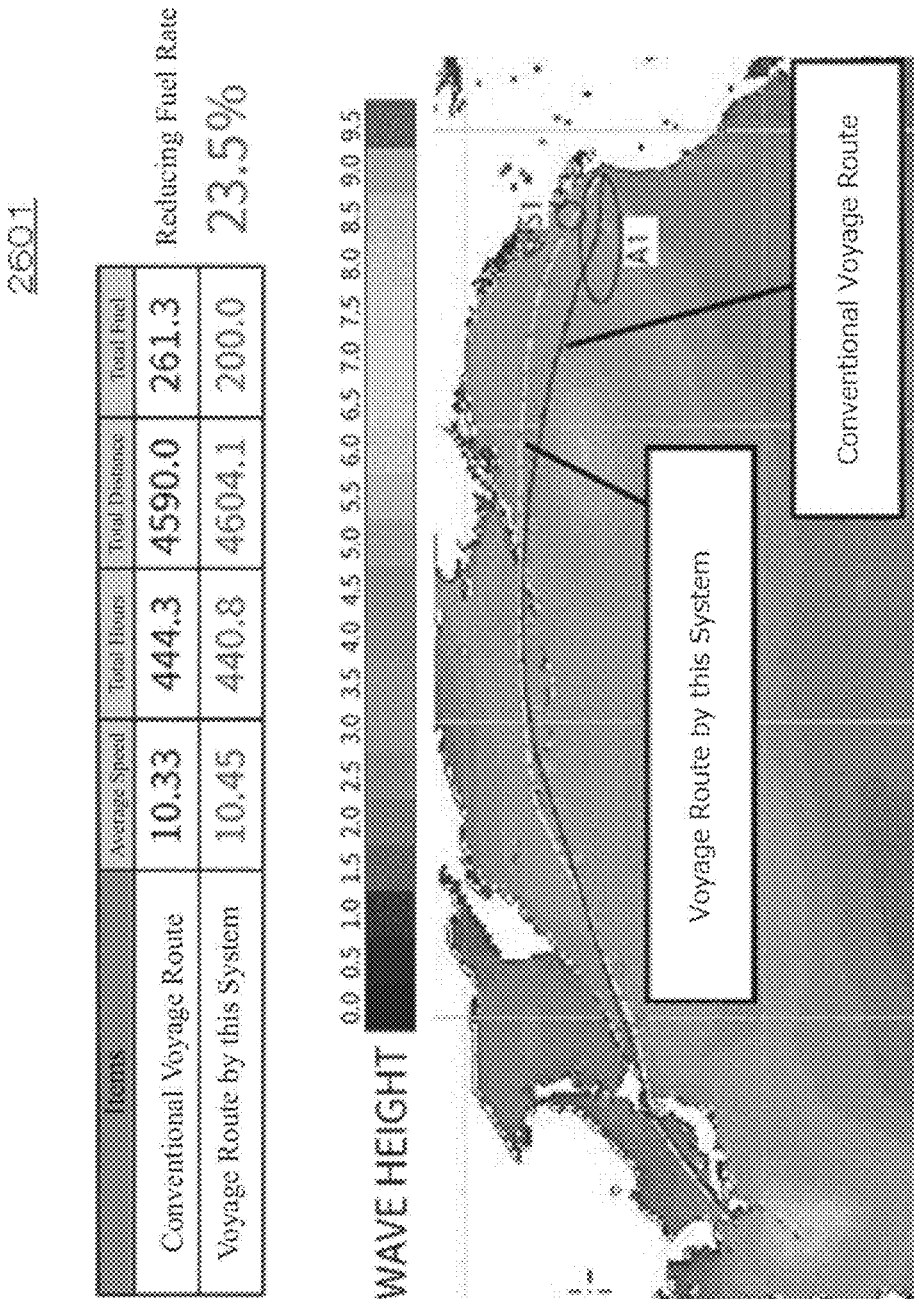 2601
Items Average Speed Total Hours Total Distance Total Fuel
Conventional Voyage Route 10.33 444.3 4590.0 261.3
Voyage Route by this System 10.45 440.8 4604.1 200.0
Reducing Fuel Rate
23.5%
WAVE HEIGHT
0.0 0.5 1.0 1.5 2.0 2.5 3.0 3.5 4.0 4.5 5.0 5.5 6.0 6.5 7.0 7.5 8.0 8.5 9.0 9.5
S1
A1
Voyage Route by this System
Conventional Voyage Route